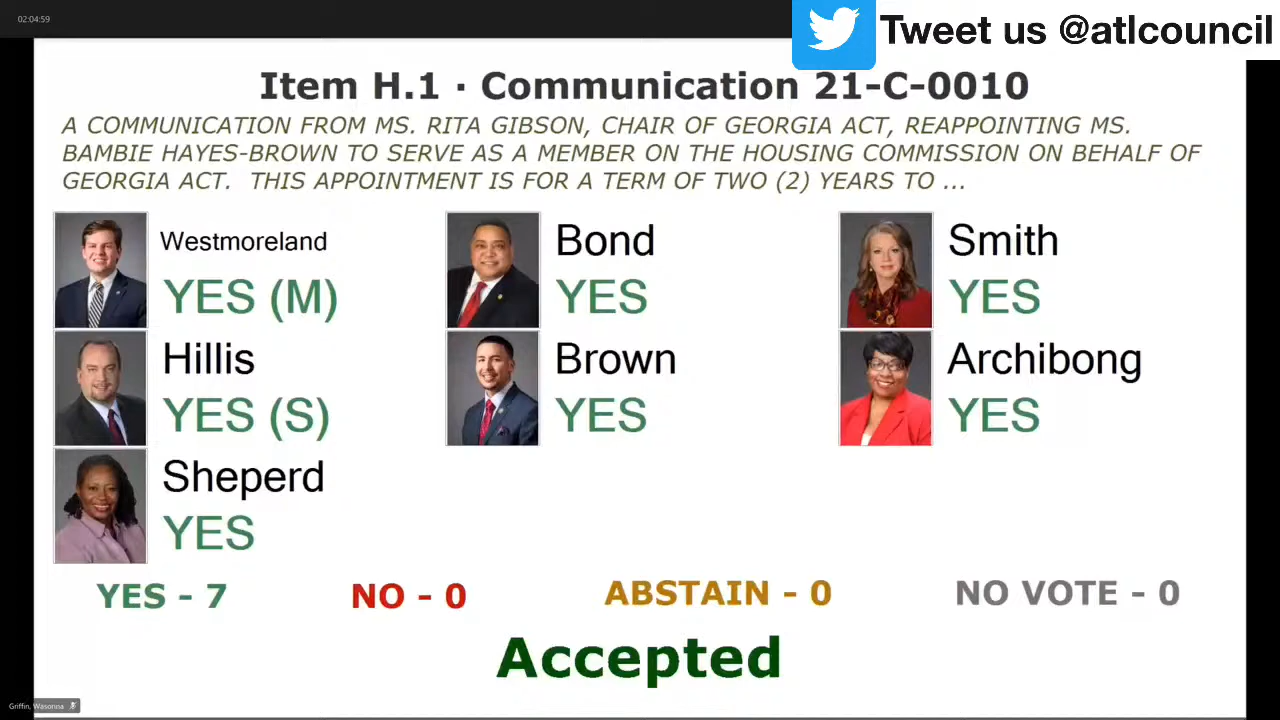 02:04:59
Tweet us @atlcouncil
Item H.1 · Communication 21-C-0010
A COMMUNICATION FROM MS. RITA GIBSON, CHAIR OF GEORGIA ACT, REAPPOINTING MS.
BAMBIE HAYES-BROWN TO SERVE AS A MEMBER ON THE HOUSING COMMISSION ON BEHALF OF
GEORGIA ACT.  THIS APPOINTMENT IS FOR A TERM OF TWO (2) YEARS TO ...
Westmoreland
YES (M)
Bond
YES
Smith
YES
Hillis
YES (S)
Brown
YES
Archibong
YES
Sheperd
YES
YES - 7
NO - 0
ABSTAIN - 0
NO VOTE - 0
Accepted
Griffin, Wasonna